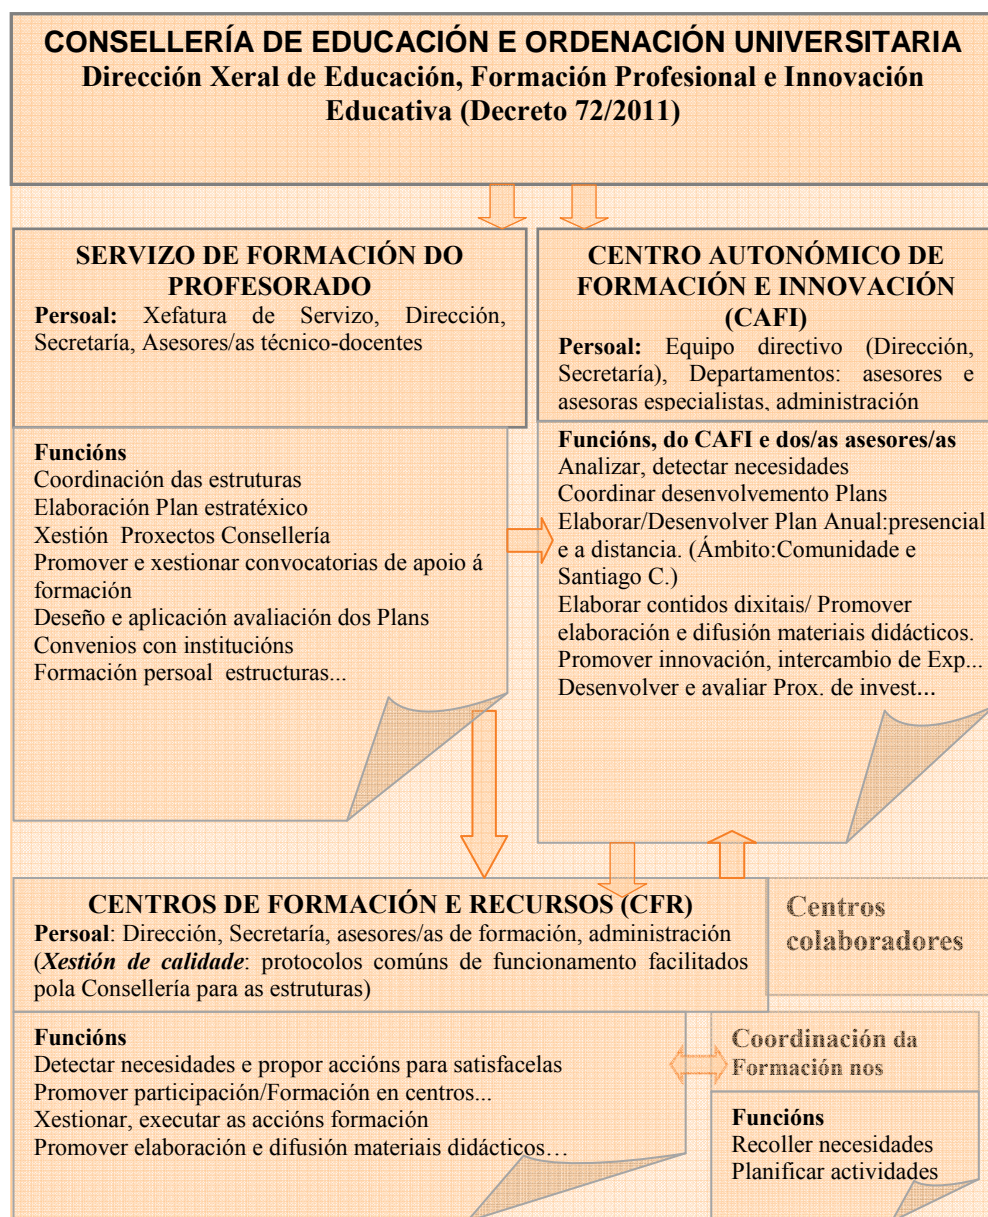 CONSELLERÍA DE EDUCACIÓN E ORDENACIÓN UNIVERSITARIA
Dirección Xeral de Educación, Formación Profesional e Innovación
Educativa (Decreto 72/2011)
SERVIZO DE FORMACIÓN DO
PROFESORADO
Persoal: Xefatura de Servizo, Dirección,
Secretaría, Asesores/as técnico-docentes
CENTRO AUTONÓMICO DE
FORMACIÓN E INNOVACIÓN
(CAFI)
Persoal: Equipo directivo (Dirección,
Secretaría), Departamentos: asesores e
asesoras especialistas, administración
Funcións
Coordinación das estruturas
Elaboración Plan estratéxico
Xestión Proxectos Consellería
Promover e xestionar convocatorias de apoio á
formación
Deseño e aplicación avaliación dos Plans
Convenios con institucións
Formación persoal estructuras...
Funcións, do CAFI e dos/as asesores/as
Analizar, detectar necesidades
Coordinar desenvolvemento Plans
Elaborar/Desenvolver Plan Anual:presencial
e a distancia. (Ámbito:Comunidade e
Santiago C.)
Elaborar contidos dixitais/ Promover
elaboración e difusión materiais didácticos.
Promover innovación, intercambio de Exp...
Desenvolver e avaliar Prox. de invest...
CENTROS DE FORMACIÓN E RECURSOS (CFR)
Persoal: Dirección, Secretaría, asesores/as de formación, administración
(Xestión de calidade: protocolos comúns de funcionamento facilitados
pola Consellería para as estruturas)
Centros
colaboradores
Funcións
Detectar necesidades e propor accións para satisfacelas
Promover participación/Formación en centros...
Xestionar, executar as accións formación
Promover elaboración e difusión materiais didácticos…
Coordinación da
Formación nos
Funcións
Recoller necesidades
Planificar actividades